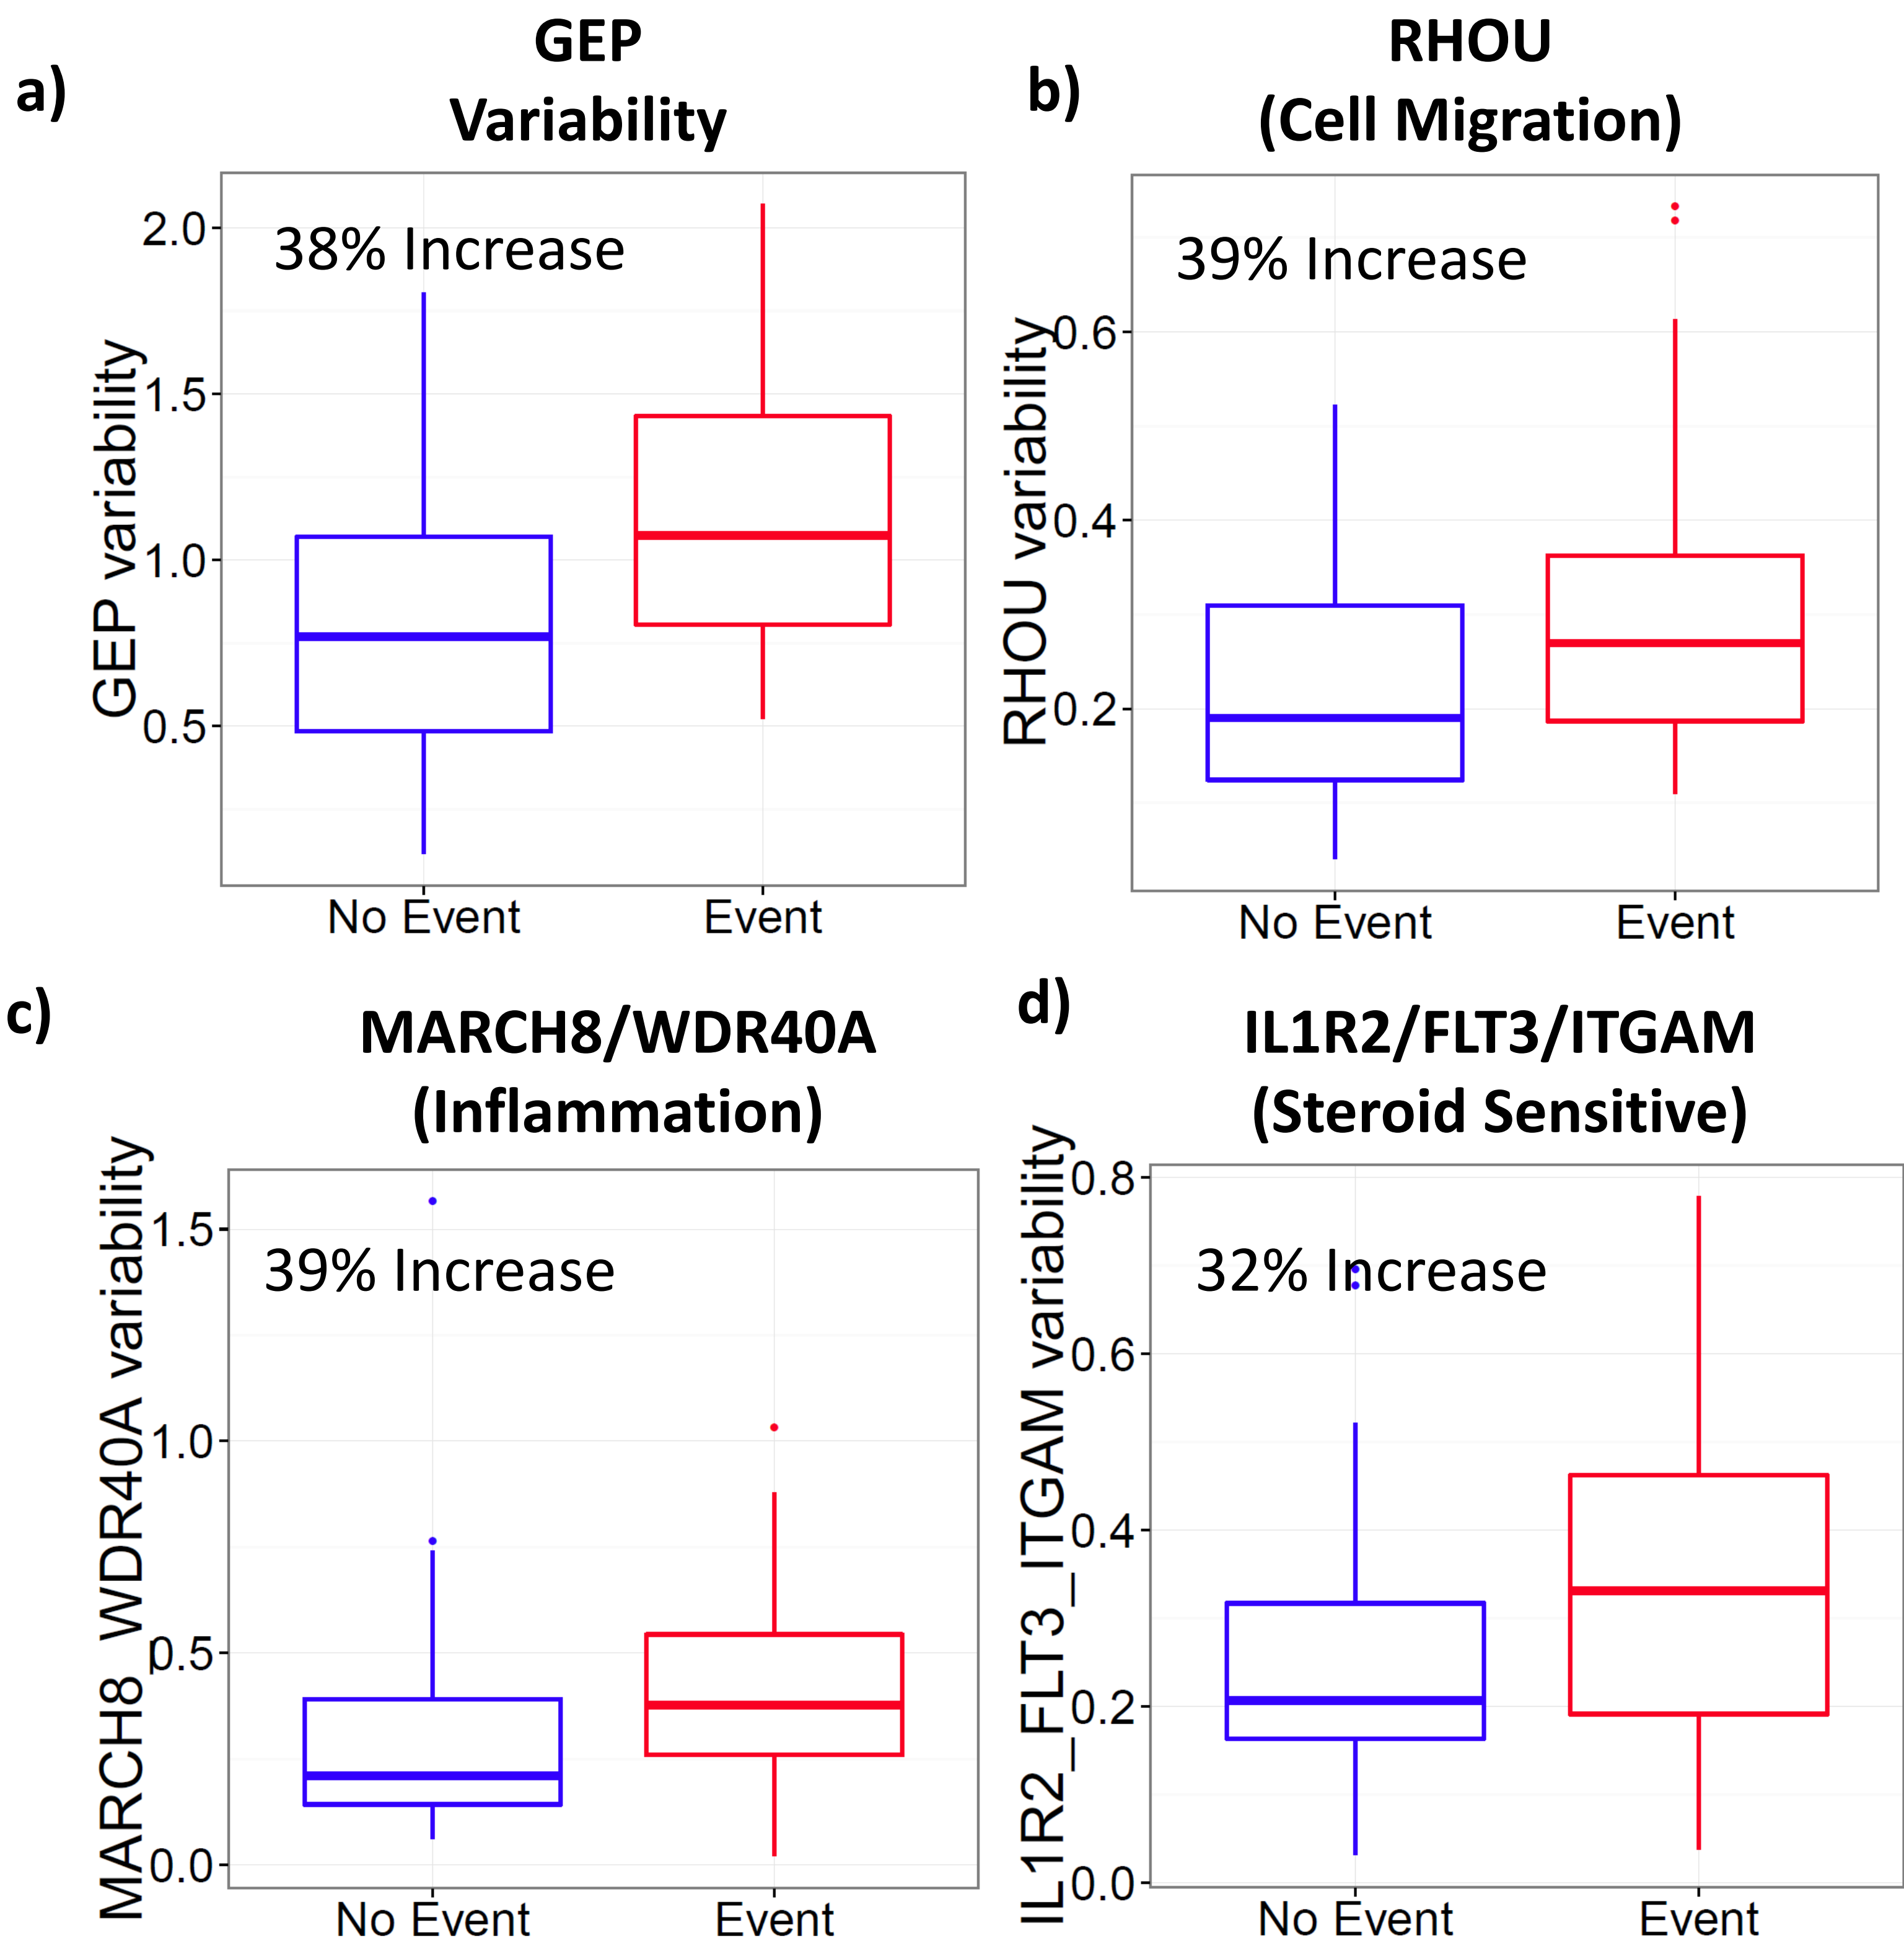 a)
GEP
Variability
38% Increase
GEP variability
2.0
1.5
1.0
0.5
No Event
Event
b)
RHOU
(Cell Migration)
39% Increase
RHOU variability
0.6
0.4
0.2
No Event
Event
c)
MARCH8/WDR40A
(Inflammation)
39% Increase
MARCH8_WDR40A variability
1.5
1.0
0.5
0.0
No Event
Event
d)
IL1R2/FLT3/ITGAM
(Steroid Sensitive)
32% Increase
IL1R2_FLT3_ITGAM variability
0.8
0.6
0.4
0.2
0.0
No Event
Event